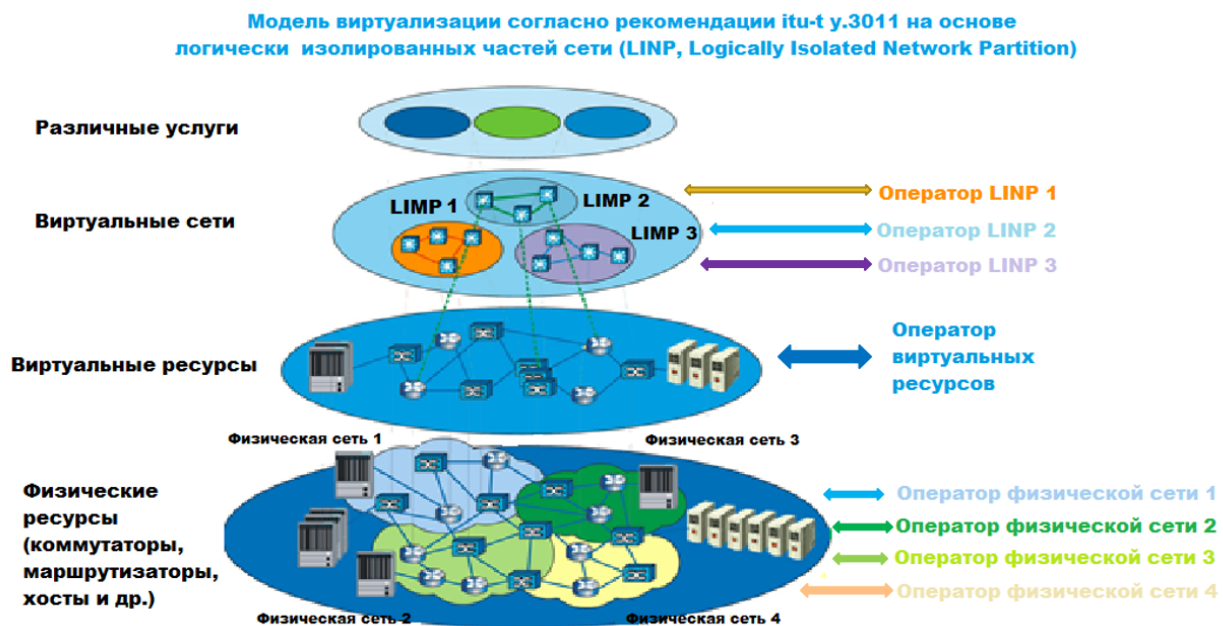 Модель виртуализации согласно рекомендации itu-t y.3011 на основе
логически изолированных частей сети (LINP, Logically Isolated Network Partition)
Различные услуги
Виртуальные сети
LIMP 1
LIMP 2
LIMP 3
Оператор LINP 1
Оператор LINP 2
Оператор LINP 3
Виртуальные ресурсы
Оператор
виртуальных
ресурсов
Физическая сеть 1
Физическая сеть 3
Физические
ресурсы
(коммутаторы,
маршрутизаторы,
хосты и др.)
Оператор физической сети 1
Оператор физической сети 2
Оператор физической сети 3
Оператор физической сети 4
Физическая сеть 2
Физическая сеть 4